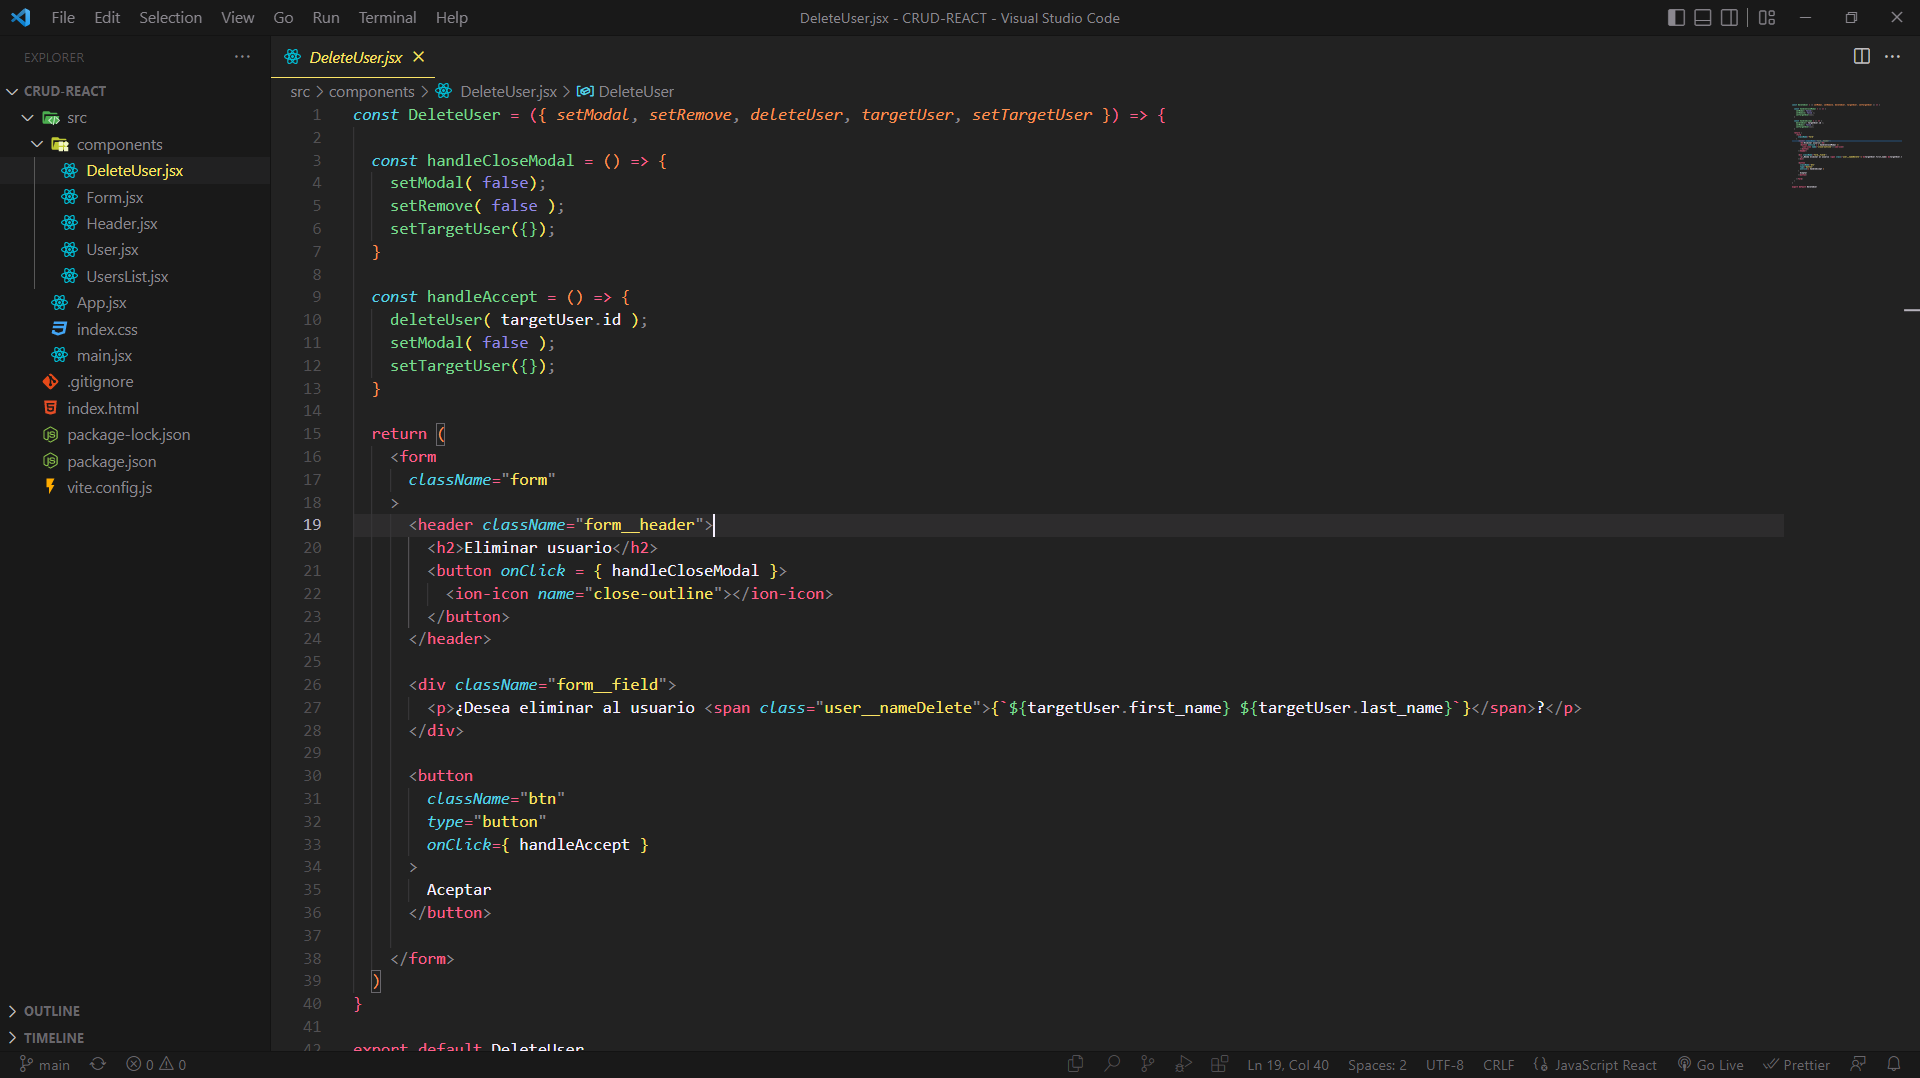 File Edit Selection View Go Run Terminal Help
DeleteUser.jsx - CRUD-REACT - Visual Studio Code
EXPLORER
CRUD-REACT
src
components
DeleteUser.jsx
Form.jsx
Header.jsx
User.jsx
UsersList.jsx
App.jsx
index.css
main.jsx
.gitignore
index.html
package-lock.json
package.json
vite.config.js
OUTLINE
TIMELINE
DeleteUser.jsx
src > components > DeleteUser.jsx > DeleteUser
1 const DeleteUser = ({ setModal, setRemove, deleteUser, targetUser, setTargetUser }) => {
2
3 const handleCloseModal = () => {
4 setModal( false);
5 setRemove( false );
6 setTargetUser({});
7 }
8
9 const handleAccept = () => {
10 deleteUser( targetUser.id );
11 setModal( false );
12 setTargetUser({});
13 }
14
15 return (
16 <form
17 className="form"
18 >
19 <header className="form__header">
20 <h2>Eliminar usuario</h2>
21 <button onClick = { handleCloseModal }>
22 <ion-icon name="close-outline"></ion-icon>
23 </button>
24 </header>
25
26 <div className="form__field">
27 <p>¿Desea eliminar al usuario <span class="user__nameDelete">{`${targetUser.first_name} ${targetUser.last_name}`}</span>?</p>
28 </div>
29
30 <button
31 className="btn"
32 type="button"
33 onClick={ handleAccept }
34 >
35 Aceptar
36 </button>
37
38 </form>
39 )
40 }
41
42 export default DeleteUser
main 0 0 Ln 19, Col 40 Spaces: 2 UTF-8 CRLF JavaScript React Go Live Prettier